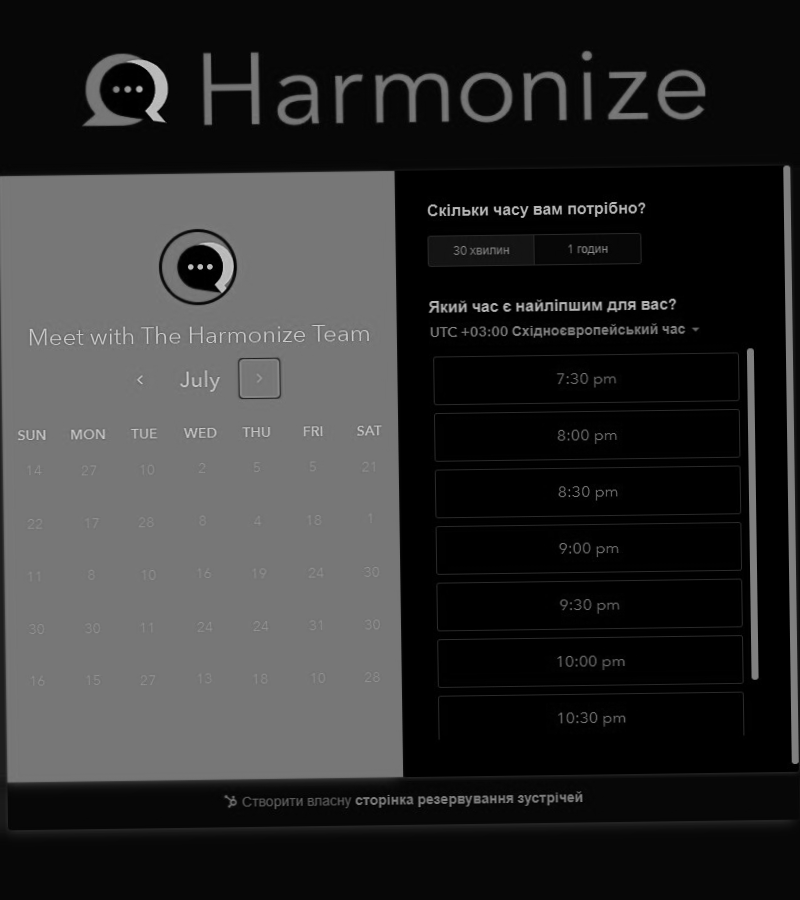 Harmonize
Meet with The Harmonize Team
July
SUN MON TUE WED THU FRI SAT
14 27 10 2 5 5 21
22 17 28 8 4 18 1
11 8 10 16 19 24 30
30 30 11 24 24 31 30
16 15 27 13 18 10 28
Скільки часу вам потрібно?
30 хвилин 1 годин
Який час є найліпшим для вас?
UTC +03:00 Східноєвропейський час
7:30 pm
8:00 pm
8:30 pm
9:00 pm
9:30 pm
10:00 pm
10:30 pm
Створити власну сторінка резервування зустрічей